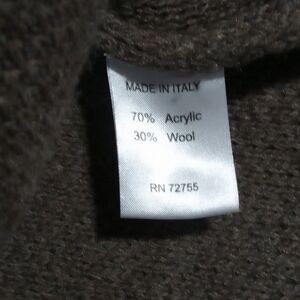 MADE IN ITALY
70% Acrylic
30% Wool
RN 72755